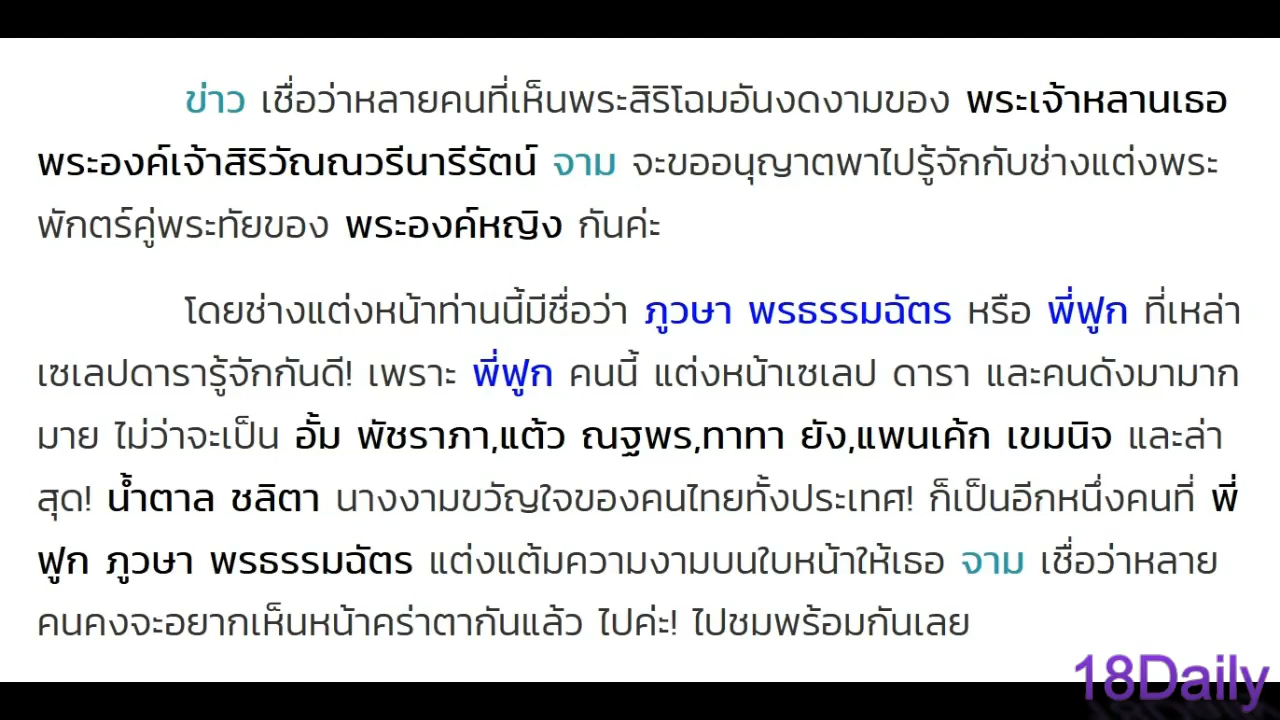 ข่าว เชื่อว่าหลายคนที่เห็นพระสิริโฉมอันงดงามของ พระเจ้าหลานเธอ
พระองค์เจ้าสิริวัณณวรีนารีรัตน์ จาม จะขออนุญาตพาไปรู้จักกับช่างแต่งพระ
พักตร์คู่พระทัยของ พระองค์หญิง กันค่ะ
โดยช่างแต่งหน้าท่านนี้มีชื่อว่า ภูวษา พรธรรมฉัตร หรือ พี่ฟูก ที่เหล่า
เซเลปดารารู้จักกันดี! เพราะ พี่ฟูก คนนี้ แต่งหน้าเซเลป ดารา และคนดังมามาก
มาย ไม่ว่าจะเป็น อั้ม พัชราภา,แต้ว ณฐพร,ทาทา ยัง,แพนเค้ก เขมนิจ และล่า
สุด! น้ำตาล ชลิตา นางงามขวัญใจของคนไทยทั้งประเทศ! ก็เป็นอีกหนึ่งคนที่ พี่
ฟูก ภูวษา พรธรรมฉัตร แต่งแต้มความงามบนใบหน้าให้เธอ จาม เชื่อว่าหลาย
คนคงจะอยากเห็นหน้าคร่าตากันแล้ว ไปค่ะ! ไปชมพร้อมกันเลย
18Daily